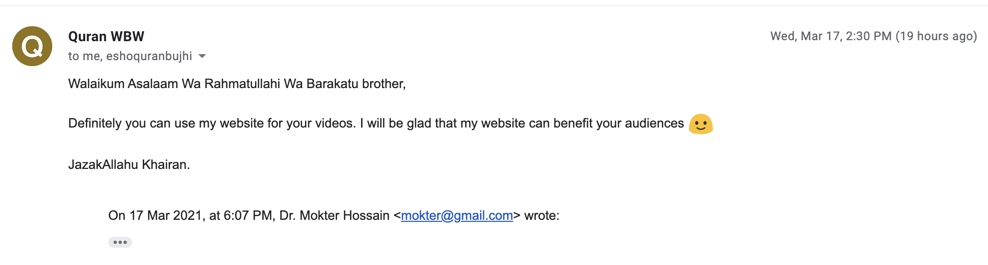 Q
Quran WBW
Wed, Mar 17, 2:30 PM (19 hours ago)
to me, eshoquranbujhi
Walaikum Asalaam Wa Rahmatullahi Wa Barakatu brother,
Definitely you can use my website for your videos. I will be glad that my website can benefit your audiences 🙂
JazakAllahu Khairan.
On 17 Mar 2021, at 6:07 PM, Dr. Mokter Hossain <mokter@gmail.com> wrote: